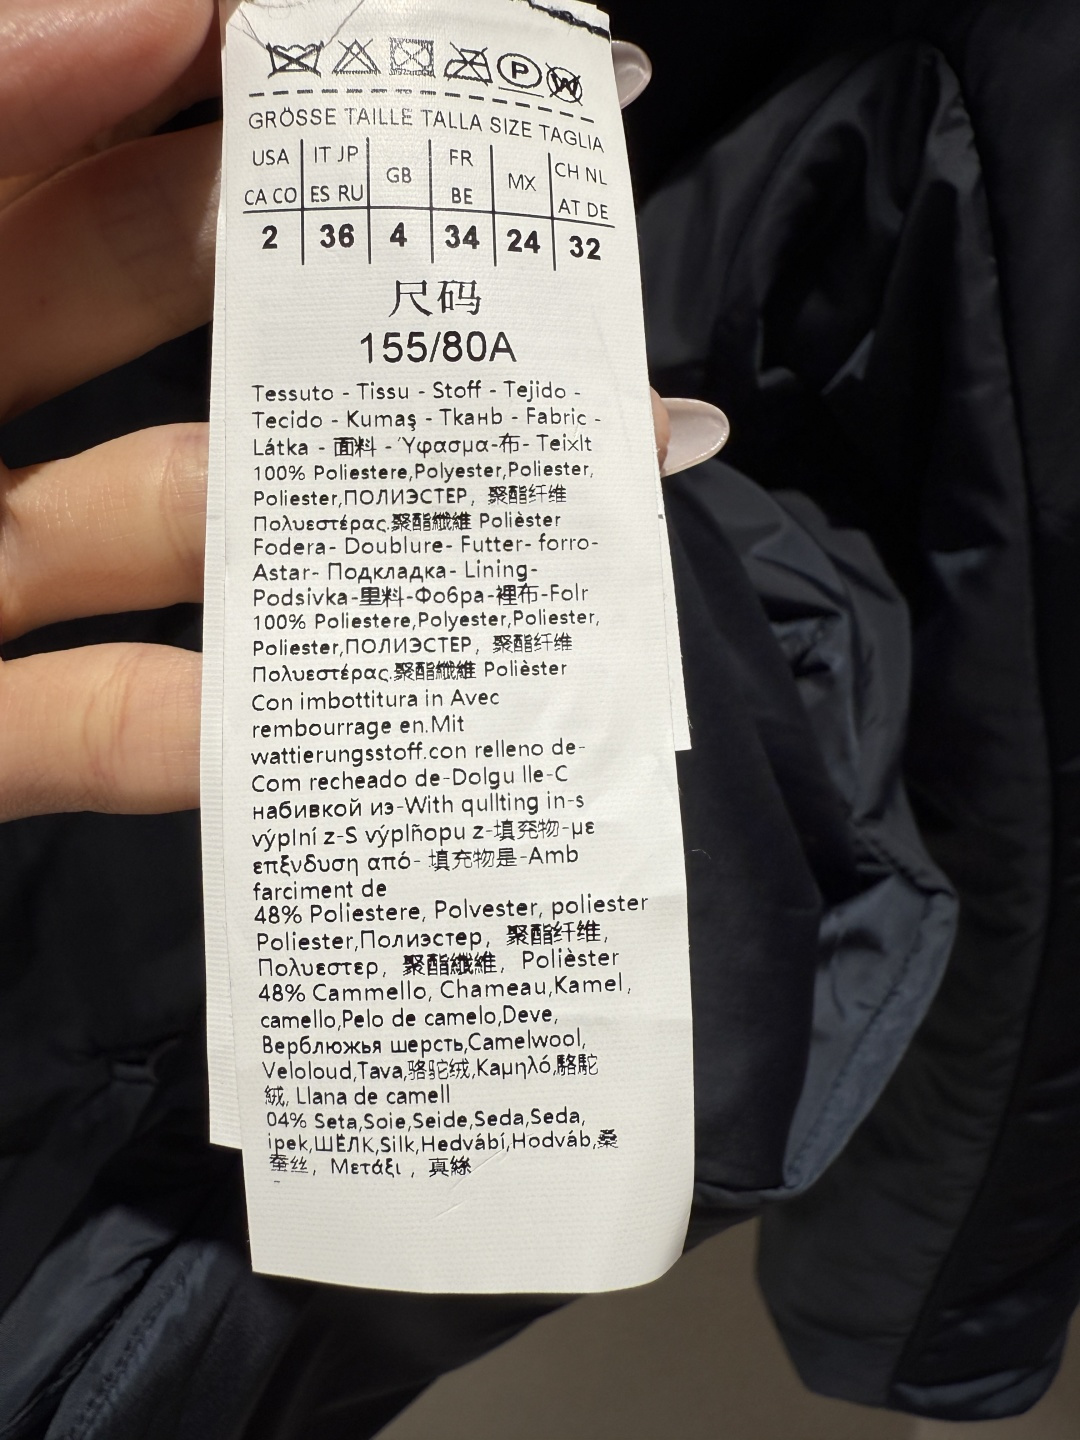 P W
GRÖSSE TAILLE TALLA SIZE TAGLIA
USA IT JP GB FR MX CH NL
CA CO ES RU BE AT DE
2 36 4 34 24 32
尺码
155/80A
Tessuto - Tissu - Stoff - Tejido -
Tecido - Kumaş - Ткань - Fabric -
Látka - 面料 - Ύφασμα-布- Teixlt
100% Poliestere,Polyester,Poliester,
Poliester,ПОЛИЭСТЕР, 聚酯纤维
Πολυεστέρας.聚酯纖維 Polièster
Fodera- Doublure- Futter- forro-
Astar- Подкладка- Lining-
Podsivka-里料-Φοбρa-裡布-Folr
100% Poliestere,Polyester,Poliester,
Poliester,ПОЛИЭСТЕР, 聚酯纤维
Πολυεστέρας.聚酯纖維 Polièster
Con imbottitura in Avec
rembourrage en.Mit
wattierungsstoff.con relleno de-
Com recheado de-Dolgu lle-C
набивкой из-With qullting in-s
výplní z-S výplňopu z-填充物-με
επξνδυση από- 填充物是-Amb
farciment de
48% Poliestere, Polvester, poliester
Poliester,Полиэстер, 聚酯纤维,
Πολυεστερ, 聚酯纖維, Polièster
48% Cammello, Chameau,Kamel,
camello,Pelo de camelo,Deve,
Верблюжья шерсть,Camelwool,
Veloloud,Tava,骆驼绒,Καμηλό,駱駝
絨, Llana de camell
04% Seta,Soie,Seide,Seda,Seda,
ipek,ШЁЛК,Silk,Hedvábí,Hodváb,桑
蚕丝, Μετάξι , 真絲